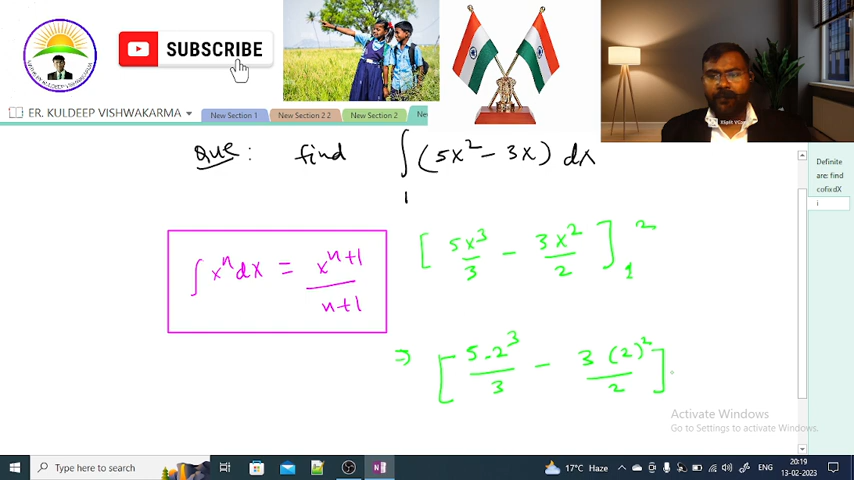 SUBSCRIBE
ER. KULDEEP VISHWAKARMA
New Section 1
New Section 2 2
New Section 2
Que: find ∫₁ (5x² - 3x) dx
∫xⁿdx = xⁿ⁺¹/n+1
[5x³/3 - 3x²/2]₁²
⇒ [5.2³/3 - 3(2)²/2]
Definite
are: find
cofixdX
i
Activate Windows
Go to Settings to activate Windows.
Type here to search
17°C Haze
ENG
20:19
13-02-2023